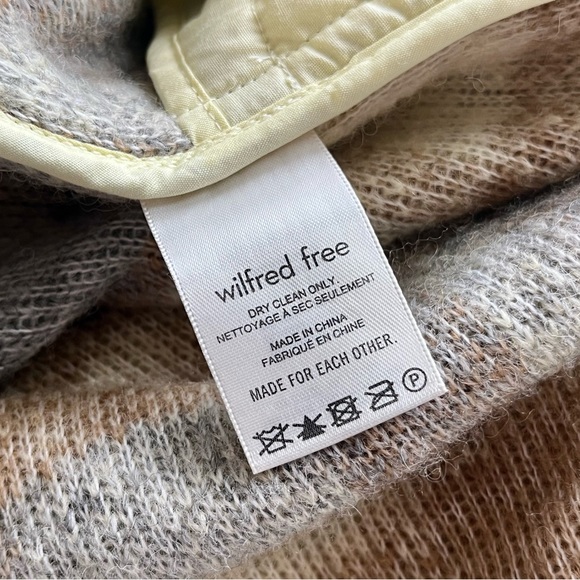 wilfred free
DRY CLEAN ONLY
NETTOYAGE À SEC SEULEMENT
MADE IN CHINA
FABRIQUÉ EN CHINE
MADE FOR EACH OTHER.
P